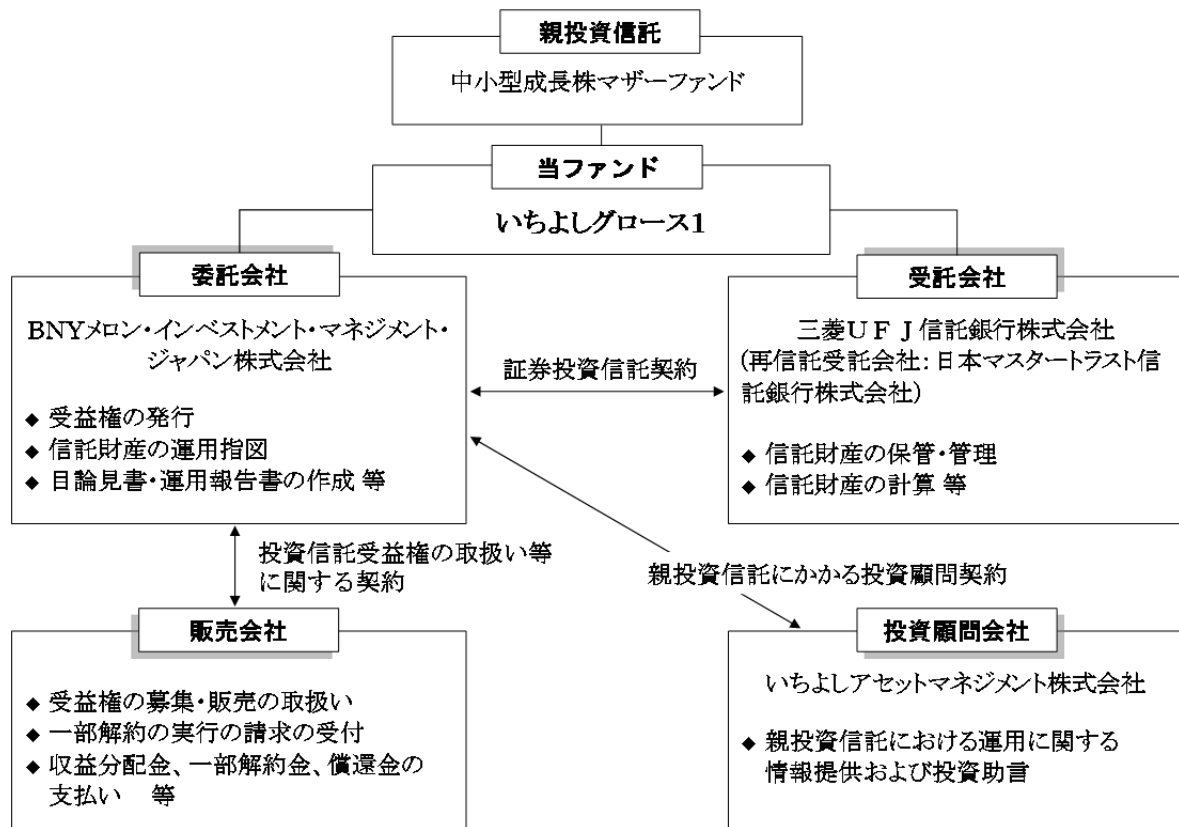 親投資信託
中小型成長株マザーファンド
当ファンド
いちよしグロース1
委託会社
BNYメロン・インベストメント・マネジメント・
ジャパン株式会社
◆ 受益権の発行
◆ 信託財産の運用指図
◆ 目論見書・運用報告書の作成 等
証券投資信託契約
受託会社
三菱UFJ信託銀行株式会社
(再信託受託会社: 日本マスタートラスト信
託銀行株式会社)
◆ 信託財産の保管・管理
◆ 信託財産の計算 等
投資信託受益権の取扱い等
に関する契約
親投資信託にかかる投資顧問契約
販売会社
◆ 受益権の募集・販売の取扱い
◆ 一部解約の実行の請求の受付
◆ 収益分配金、一部解約金、償還金の
支払い 等
投資顧問会社
いちよしアセットマネジメント株式会社
◆ 親投資信託における運用に関する
情報提供および投資助言